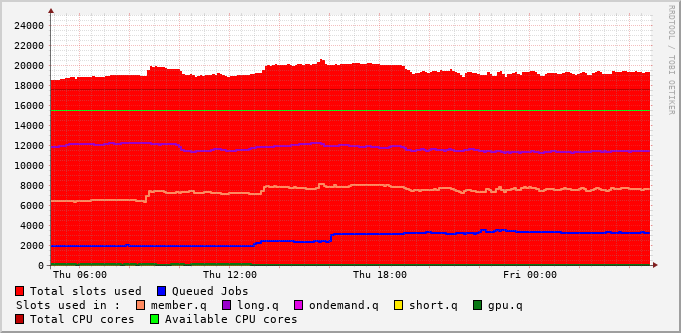 RRDTOOL / TOBI OETIKER
24000
22000
20000
18000
16000
14000
12000
10000
8000
6000
4000
2000
0
Thu 06:00 Thu 12:00 Thu 18:00 Fri 00:00
Total slots used Queued Jobs
Slots used in : member.q long.q ondemand.q short.q gpu.q
Total CPU cores Available CPU cores